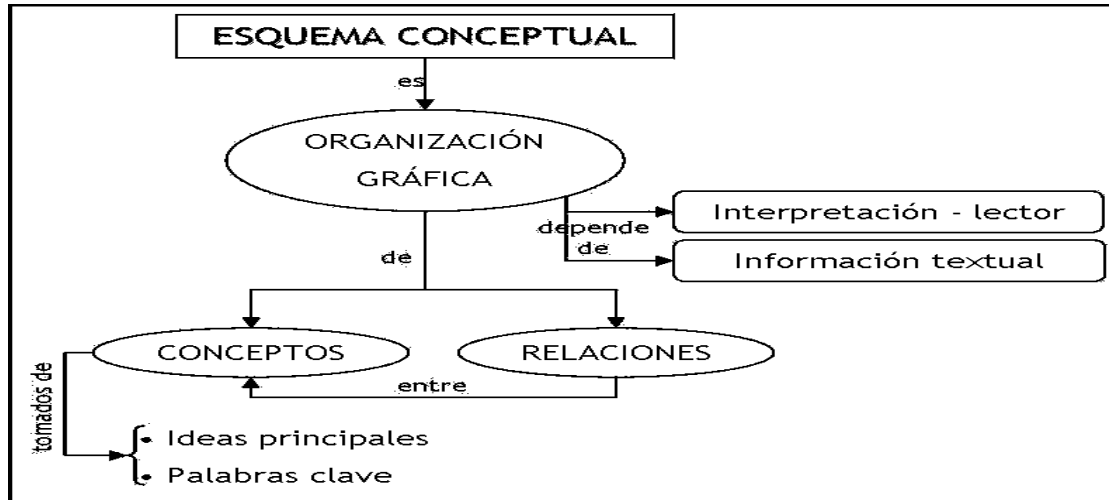 ESQUEMA CONCEPTUAL
es
ORGANIZACIÓN
GRÁFICA
depende
de
Interpretación - lector
Información textual
de
CONCEPTOS
RELACIONES
entre
tomados de
• Ideas principales
• Palabras clave